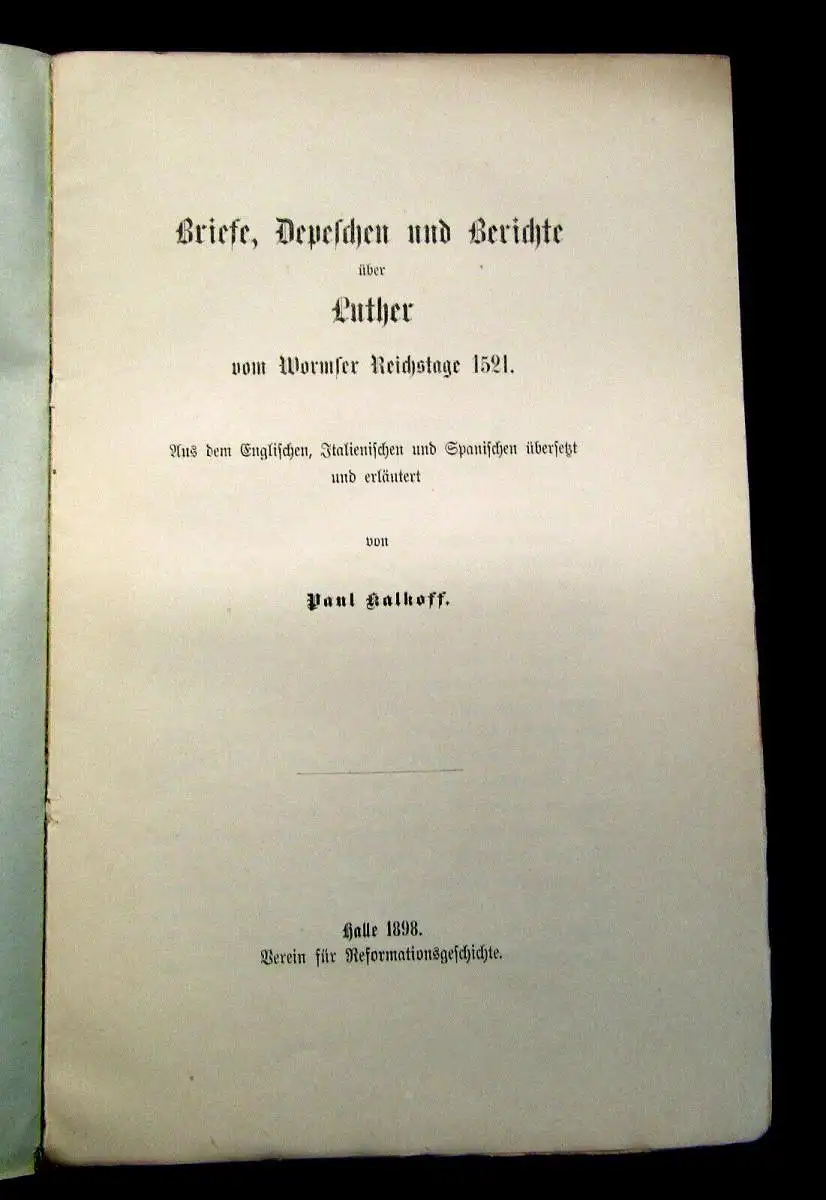 Briefe, Depeschen und Berichte
über
Luther
vom Wormser Reichstage 1521.
Aus dem Englischen, Italienischen und Spanischen übersetzt
und erläutert
von
Paul Kalkoff.
Halle 1898.
Verein für Reformationsgeschichte.